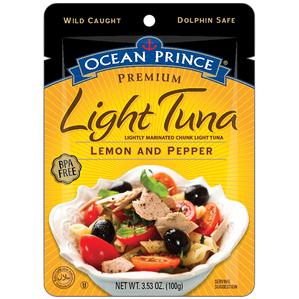 WILD CAUGHT
DOLPHIN SAFE
OCEAN PRINCE
PREMIUM
Light Tuna
LIGHTLY MARINATED CHUNK LIGHT TUNA
LEMON AND PEPPER
BPA
FREE
SERVING
SUGGESTION
NET WT. 3.53 OZ. (100g)